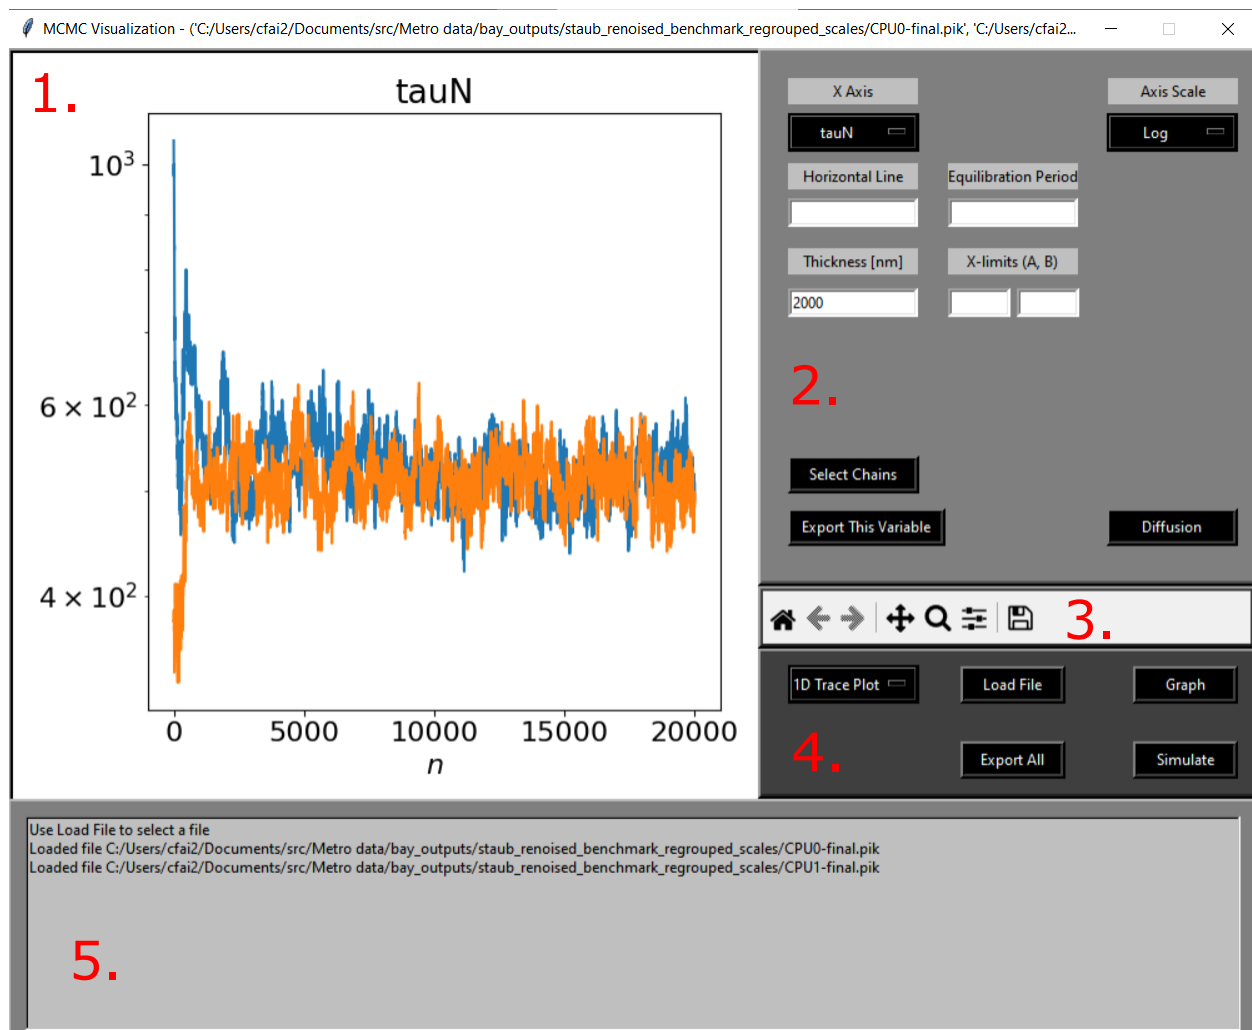 MCMC Visualization - ('C:/Users/cfai2/Documents/src/Metro data/bay_outputs/staub_renoised_benchmark_regrouped_scales/CPU0-final.pik', 'C:/Users/cfai2...
1.
tauN
10³
6 × 10²
4 × 10²
0 5000 10000 15000 20000
n
X Axis
Axis Scale
tauN
Log
Horizontal Line
Equilibration Period
Thickness [nm]
X-limits (A, B)
2000
2.
Select Chains
Export This Variable
Diffusion
3.
1D Trace Plot
Load File
Graph
4.
Export All
Simulate
Use Load File to select a file
Loaded file C:/Users/cfai2/Documents/src/Metro data/bay_outputs/staub_renoised_benchmark_regrouped_scales/CPU0-final.pik
Loaded file C:/Users/cfai2/Documents/src/Metro data/bay_outputs/staub_renoised_benchmark_regrouped_scales/CPU1-final.pik
5.